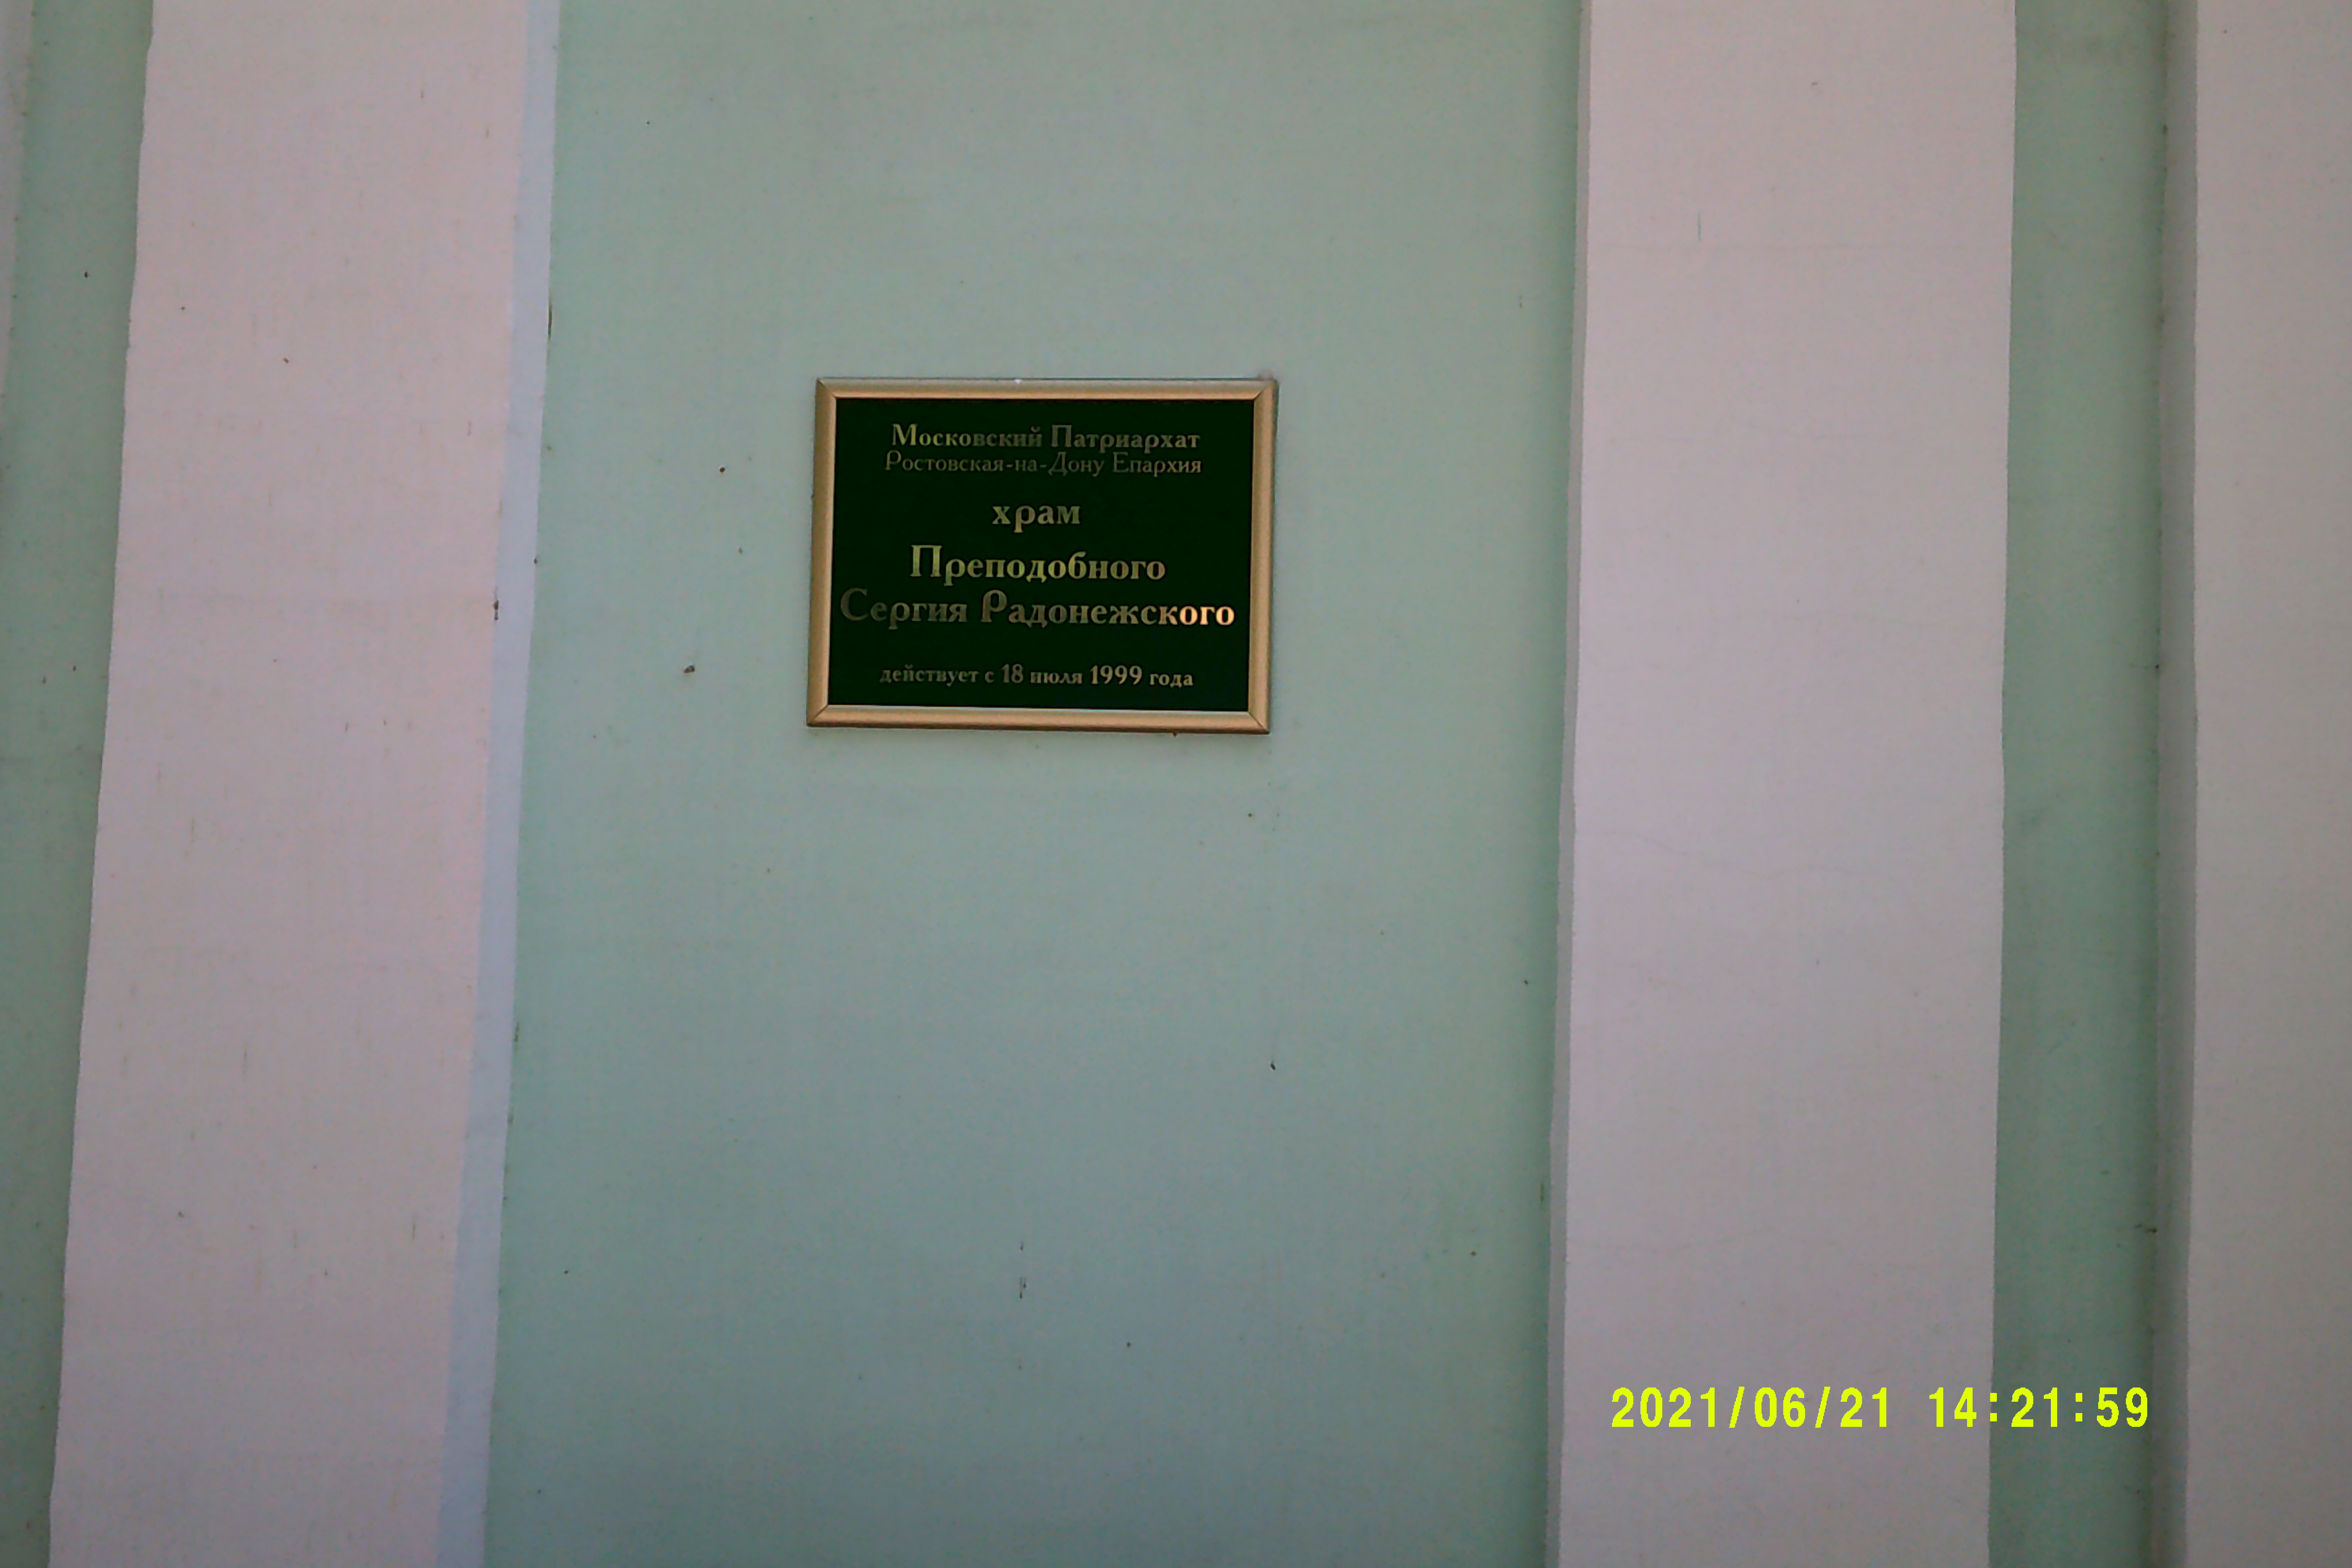 Московский Патриархат
Ростовская-на-Дону Епархия
храм
Преподобного
Сергия Радонежского
действует с 18 июля 1999 года
2021/06/21 14:21:59